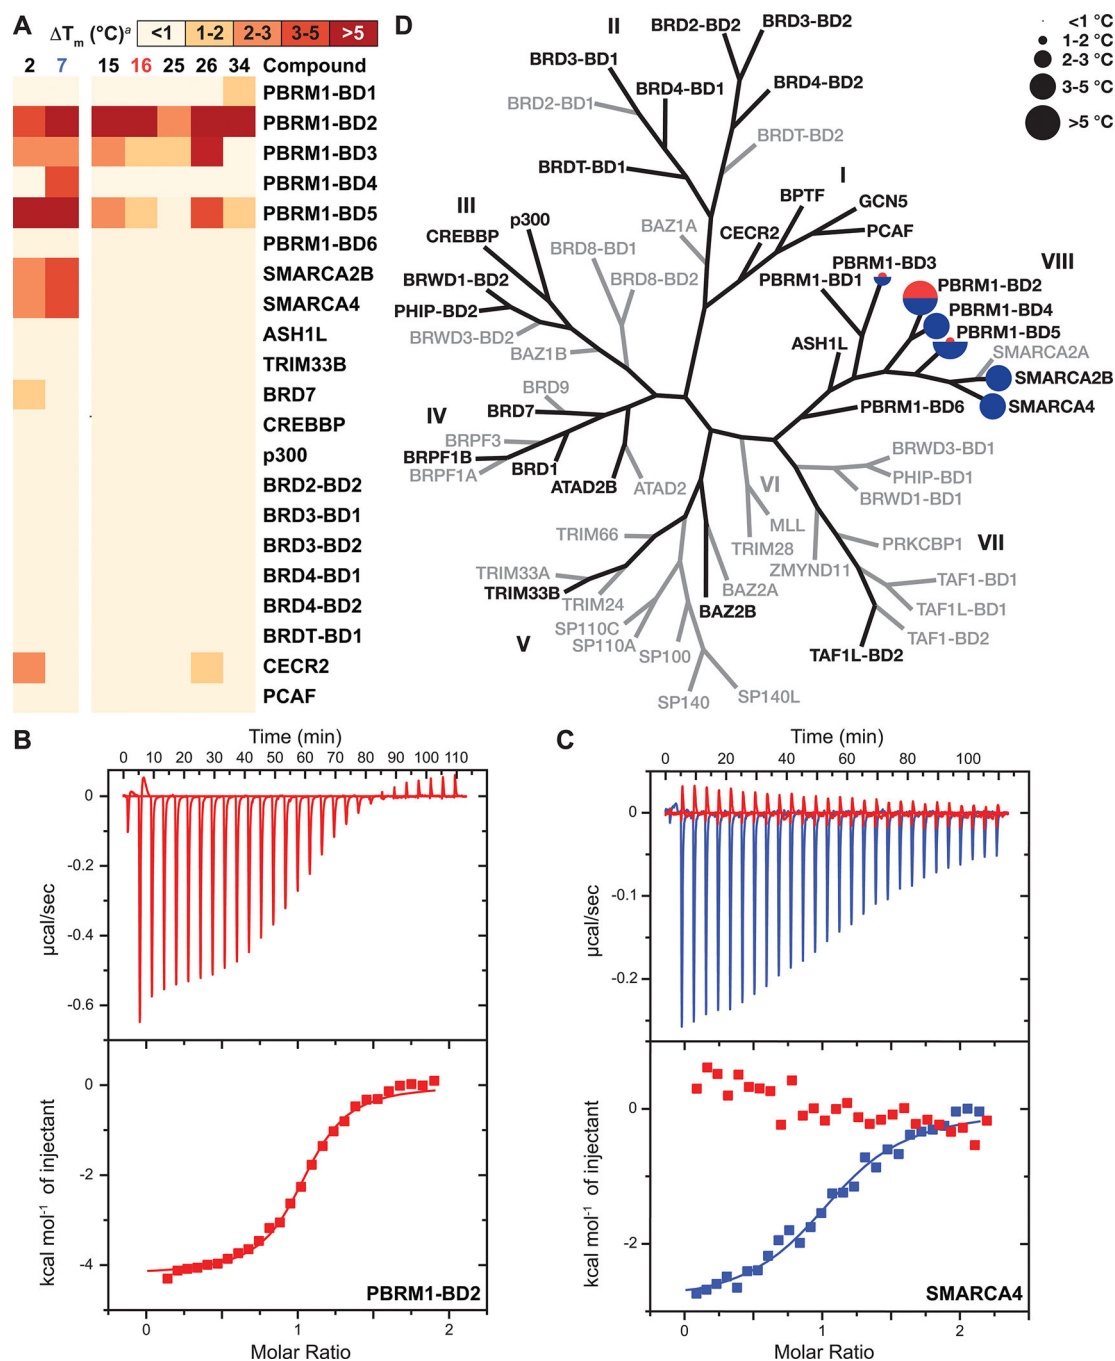 A
ΔTm (°C)a <1 1-2 2-3 3-5 >5
2 7 15 16 25 26 34 Compound
PBRM1-BD1
PBRM1-BD2
PBRM1-BD3
PBRM1-BD4
PBRM1-BD5
PBRM1-BD6
SMARCA2B
SMARCA4
ASH1L
TRIM33B
BRD7
CREBBP
p300
BRD2-BD2
BRD3-BD1
BRD3-BD2
BRD4-BD1
BRD4-BD2
BRDT-BD1
CECR2
PCAF
D
<1 °C
1-2 °C
2-3 °C
3-5 °C
>5 °C
II
BRD2-BD2
BRD3-BD2
BRD3-BD1
BRD4-BD1
BRD4-BD2
BRD2-BD1
BRDT-BD2
BRDT-BD1
I
BPTF
GCN5
PCAF
CECR2
BAZ1A
III
p300
CREBBP
BRD8-BD1
BRD8-BD2
BRWD1-BD2
PHIP-BD2
BRWD3-BD2
BAZ1B
VIII
PBRM1-BD3
PBRM1-BD1
PBRM1-BD2
PBRM1-BD4
PBRM1-BD5
ASH1L
SMARCA2A
SMARCA2B
SMARCA4
PBRM1-BD6
IV
BRD9
BRD7
BRPF3
BRPF1B
BRPF1A
BRD1
ATAD2B
ATAD2
VI
MLL
TRIM28
BRWD3-BD1
PHIP-BD1
BRWD1-BD1
VII
PRKCBP1
ZMYND11
TAF1-BD1
TAF1L-BD1
TAF1-BD2
TAF1L-BD2
TRIM66
TRIM33A
TRIM33B
TRIM24
BAZ2A
BAZ2B
V
SP110C
SP110A
SP100
SP140
SP140L
B
Time (min)
0 10 20 30 40 50 60 70 80 90 100 110
0
-0.2
-0.4
-0.6
µcal/sec
0
-2
-4
kcal mol-1 of injectant
PBRM1-BD2
0 1 2
Molar Ratio
C
Time (min)
0 20 40 60 80 100
0
-0.1
-0.2
µcal/sec
0
-2
kcal mol-1 of injectant
SMARCA4
0 1 2
Molar Ratio